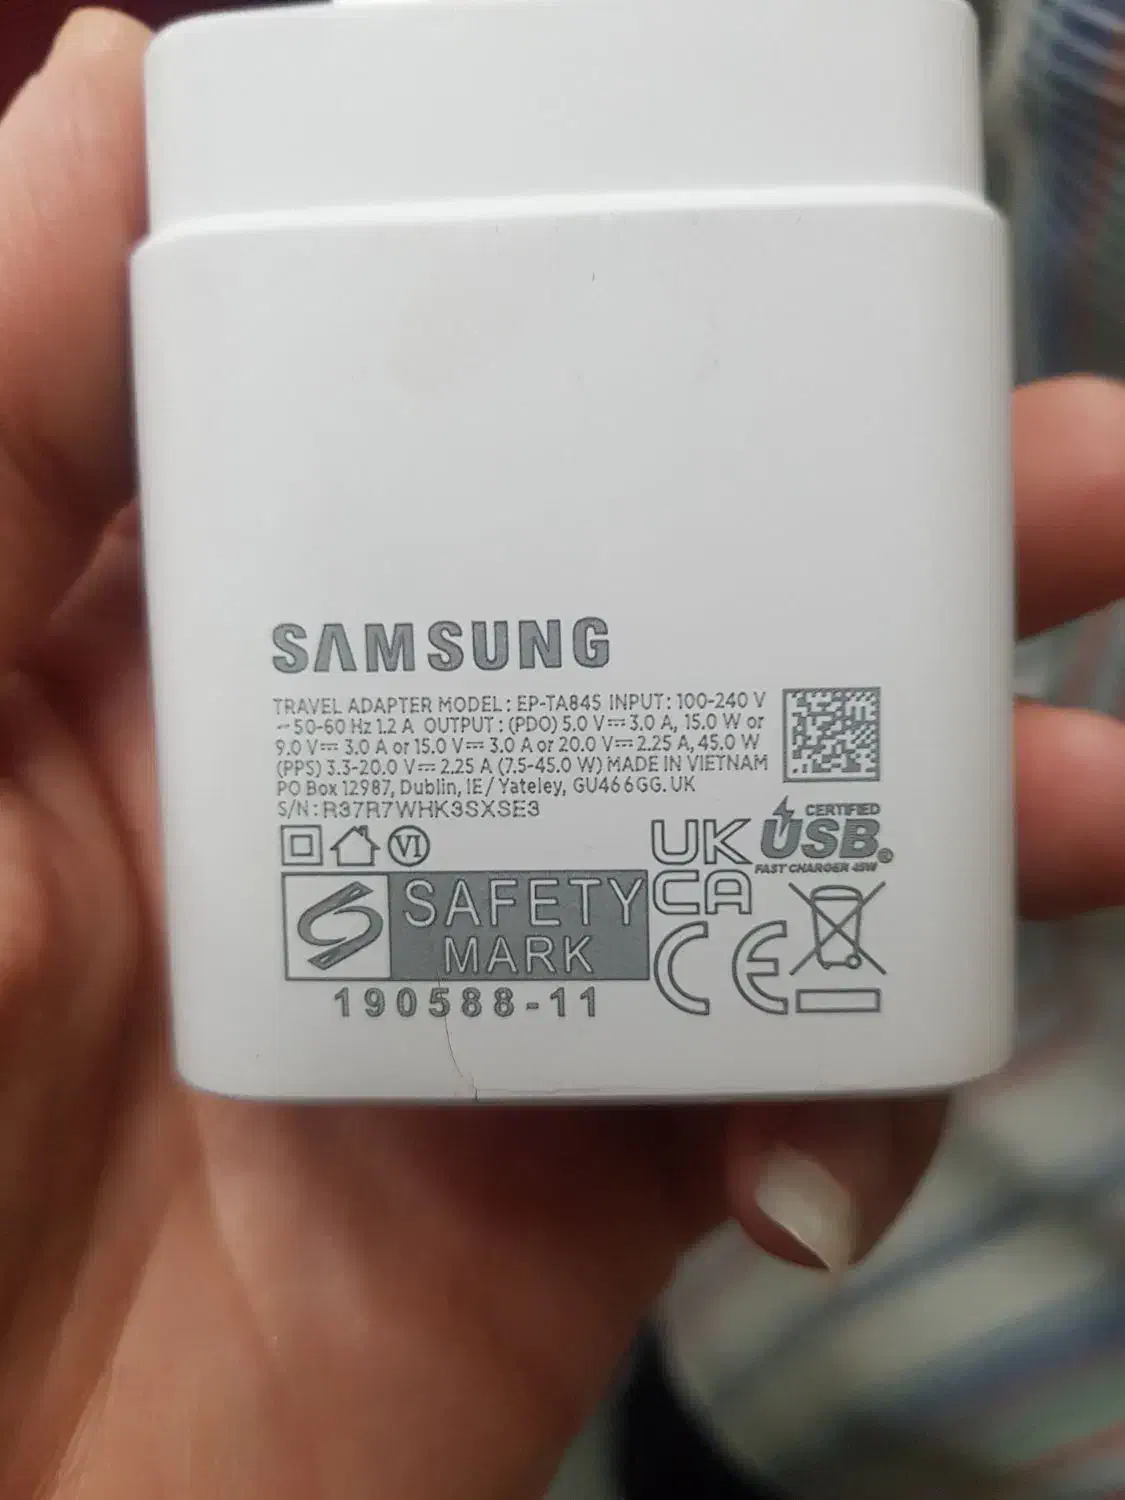 SAMSUNG
TRAVEL ADAPTER MODEL: EP-TA845 INPUT: 100-240 V
~ 50-60 Hz 1.2 A OUTPUT: (PDO) 5.0 V⎓ 3.0 A, 15.0 W or
9.0 V⎓ 3.0 A or 15.0 V⎓ 3.0 A or 20.0 V⎓ 2.25 A, 45.0 W
(PPS) 3.3-20.0 V⎓ 2.25 A (7.5-45.0 W) MADE IN VIETNAM
PO Box 12987, Dublin, IE/ Yateley, GU466GG. UK
S/N: R37R7WHK3SXSE3
VI
UK
CA
CERTIFIED
USB®
FAST CHARGER 45W
SAFETY
MARK
CE
190588-11